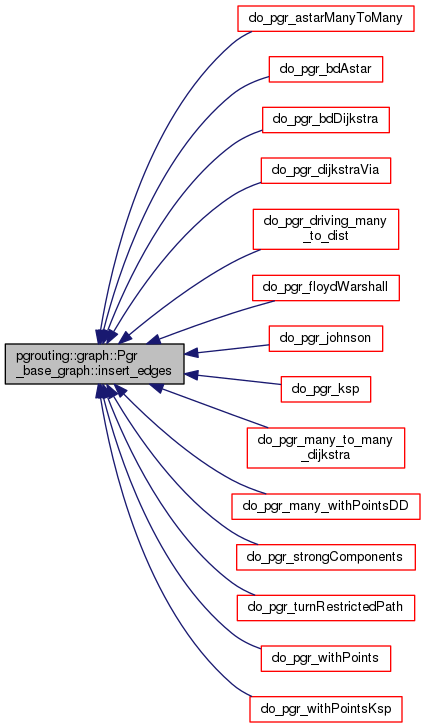 do_pgr_astarManyToMany
do_pgr_bdAstar
do_pgr_bdDijkstra
do_pgr_dijkstraVia
do_pgr_driving_many
_to_dist
do_pgr_floydWarshall
do_pgr_johnson
pgrouting::graph::Pgr
_base_graph::insert_edges
do_pgr_ksp
do_pgr_many_to_many
_dijkstra
do_pgr_many_withPointsDD
do_pgr_strongComponents
do_pgr_turnRestrictedPath
do_pgr_withPoints
do_pgr_withPointsKsp